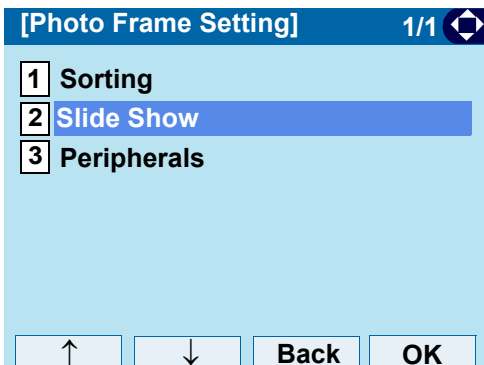 [Photo Frame Setting] 1/1
1 Sorting
2 Slide Show
3 Peripherals
↑ ↓ Back OK